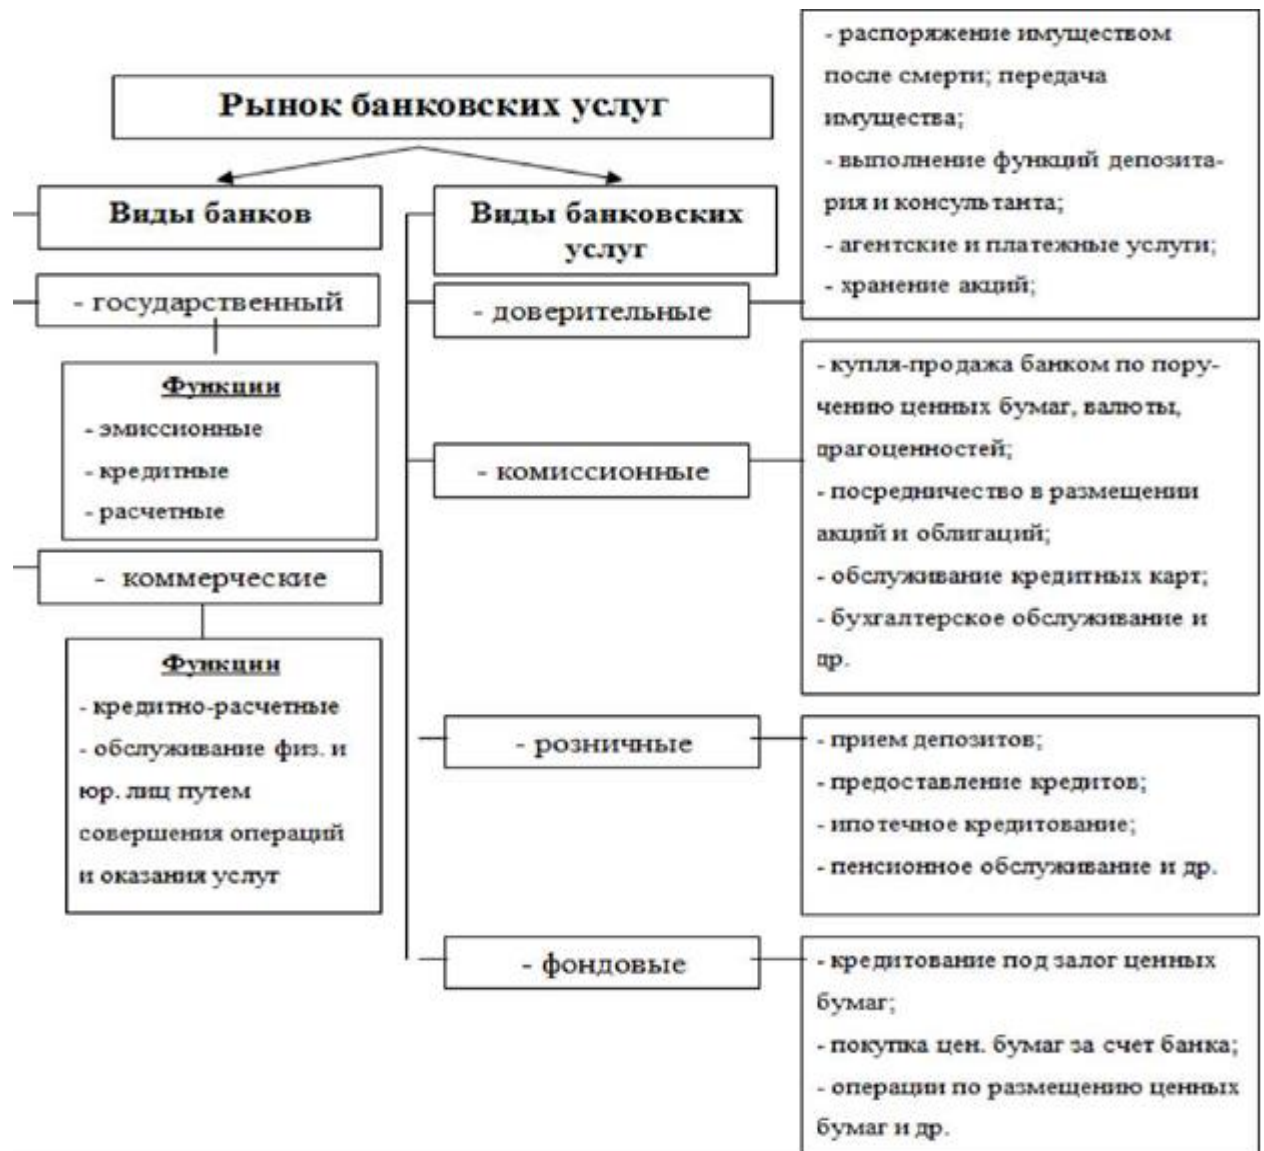 Рынок банковских услуг
Виды банков
- государственный
Функции
- эмиссионные
- кредитные
- расчетные
- коммерческие
Функции
- кредитно-расчетные
- обслуживание физ. и
юр. лиц путем
совершения операций
и оказания услуг
Виды банковских
услуг
- доверительные
- распоряжение имуществом
после смерти; передача
имущества;
- выполнение функций депозита-
рия и консультанта;
- агентские и платежные услуги;
- хранение акций;
- комиссионные
- купля-продажа банком по пору-
чению ценных бумаг, валюты,
драгоценностей;
- посредничество в размещении
акций и облигаций;
- обслуживание кредитных карт;
- бухгалтерское обслуживание и
др.
- розничные
- прием депозитов;
- предоставление кредитов;
- ипотечное кредитование;
- пенсионное обслуживание и др.
- фондовые
- кредитование под залог ценных
бумаг;
- покупка цен. бумаг за счет банка;
- операции по размещению ценных
бумаг и др.